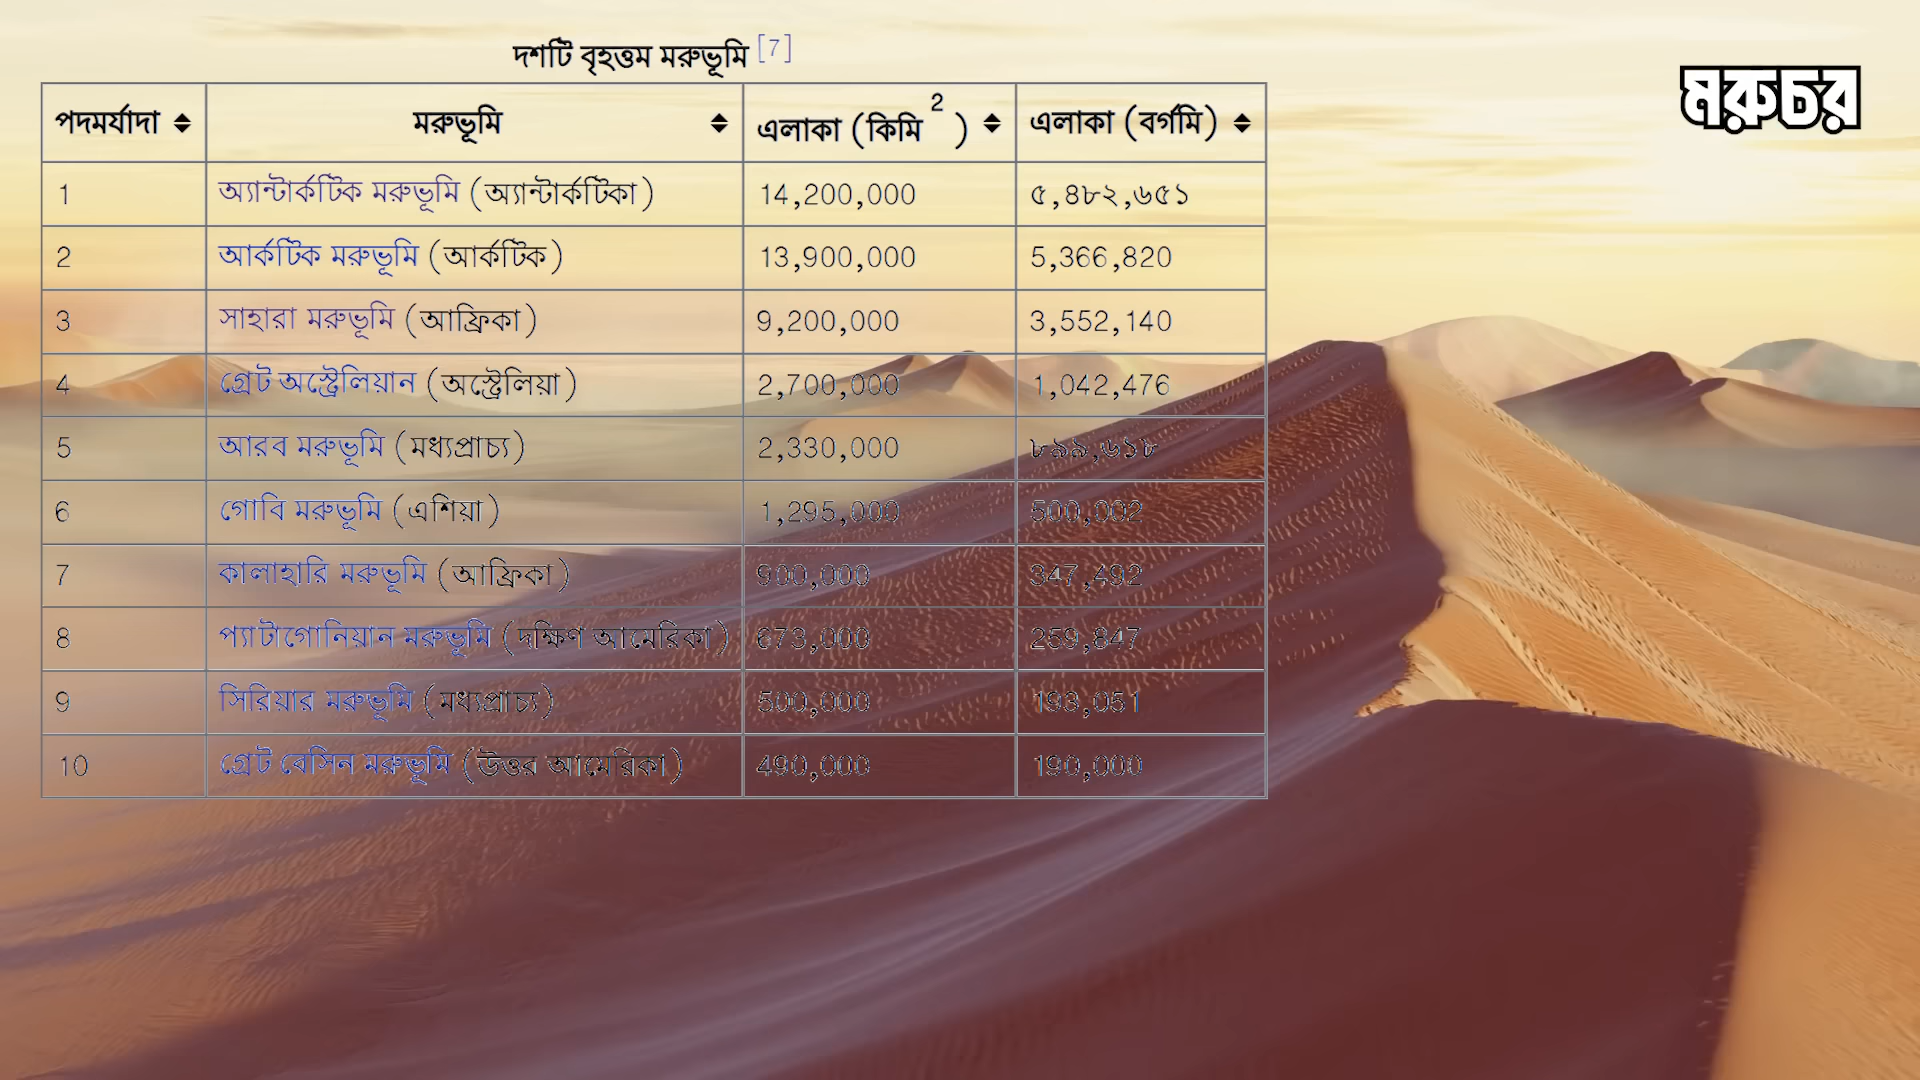 দশটি বৃহত্তম মরুভূমি [7]
মরুচর
পদমর্যাদা মরুভূমি এলাকা (কিমি 2 ) এলাকা (বর্গমি)
1 অ্যান্টার্কটিক মরুভূমি (অ্যান্টার্কটিকা) 14,200,000 ৫,৪৮২,৬৫১
2 আর্কটিক মরুভূমি (আর্কটিক) 13,900,000 5,366,820
3 সাহারা মরুভূমি (আফ্রিকা) 9,200,000 3,552,140
4 গ্রেট অস্ট্রেলিয়ান (অস্ট্রেলিয়া) 2,700,000 1,042,476
5 আরব মরুভূমি (মধ্যপ্রাচ্য) 2,330,000 ৮৯৯,৬১৮
6 গোবি মরুভূমি (এশিয়া) 1,295,000 500,002
7 কালাহারি মরুভূমি (আফ্রিকা) 900,000 347,492
8 প্যাটাগোনিয়ান মরুভূমি (দক্ষিণ আমেরিকা) 673,000 259,847
9 সিরিয়ার মরুভূমি (মধ্যপ্রাচ্য) 500,000 193,051
10 গ্রেট বেসিন মরুভূমি (উত্তর আমেরিকা) 490,000 190,000